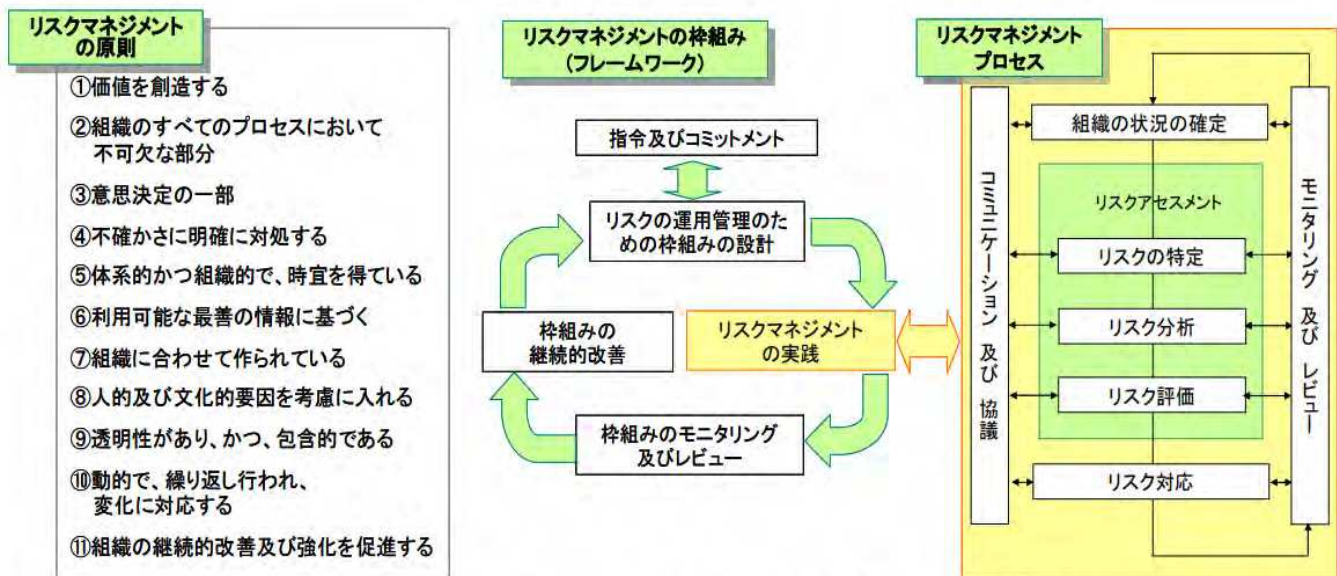 リスクマネジメント
の原則
①価値を創造する
②組織のすべてのプロセスにおいて
不可欠な部分
③意思決定の一部
④不確かさに明確に対処する
⑤体系的かつ組織的で、時宜を得ている
⑥利用可能な最善の情報に基づく
⑦組織に合わせて作られている
⑧人的及び文化的要因を考慮に入れる
⑨透明性があり、かつ、包含的である
⑩動的で、繰り返し行われ、
変化に対応する
⑪組織の継続的改善及び強化を促進する
リスクマネジメントの枠組み
(フレームワーク)
指令及びコミットメント
リスクの運用管理のた
めの枠組みの設計
枠組みの
継続的改善
リスクマネジメント
の実践
枠組みのモニタリング
及びレビュー
リスクマネジメント
プロセス
コミュニケーション 及び 協議
組織の状況の確定
リスクアセスメント
リスクの特定
リスク分析
リスク評価
リスク対応
モニタリング 及び レビュー